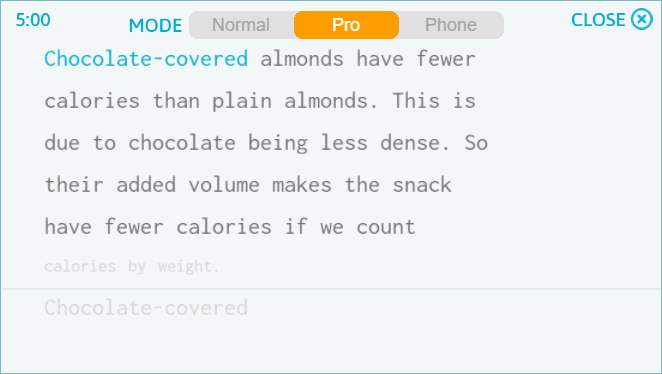 5:00 MODE Normal Pro Phone CLOSE
Chocolate-covered almonds have fewer
calories than plain almonds. This is
due to chocolate being less dense. So
their added volume makes the snack
have fewer calories if we count
calories by weight.
Chocolate-covered